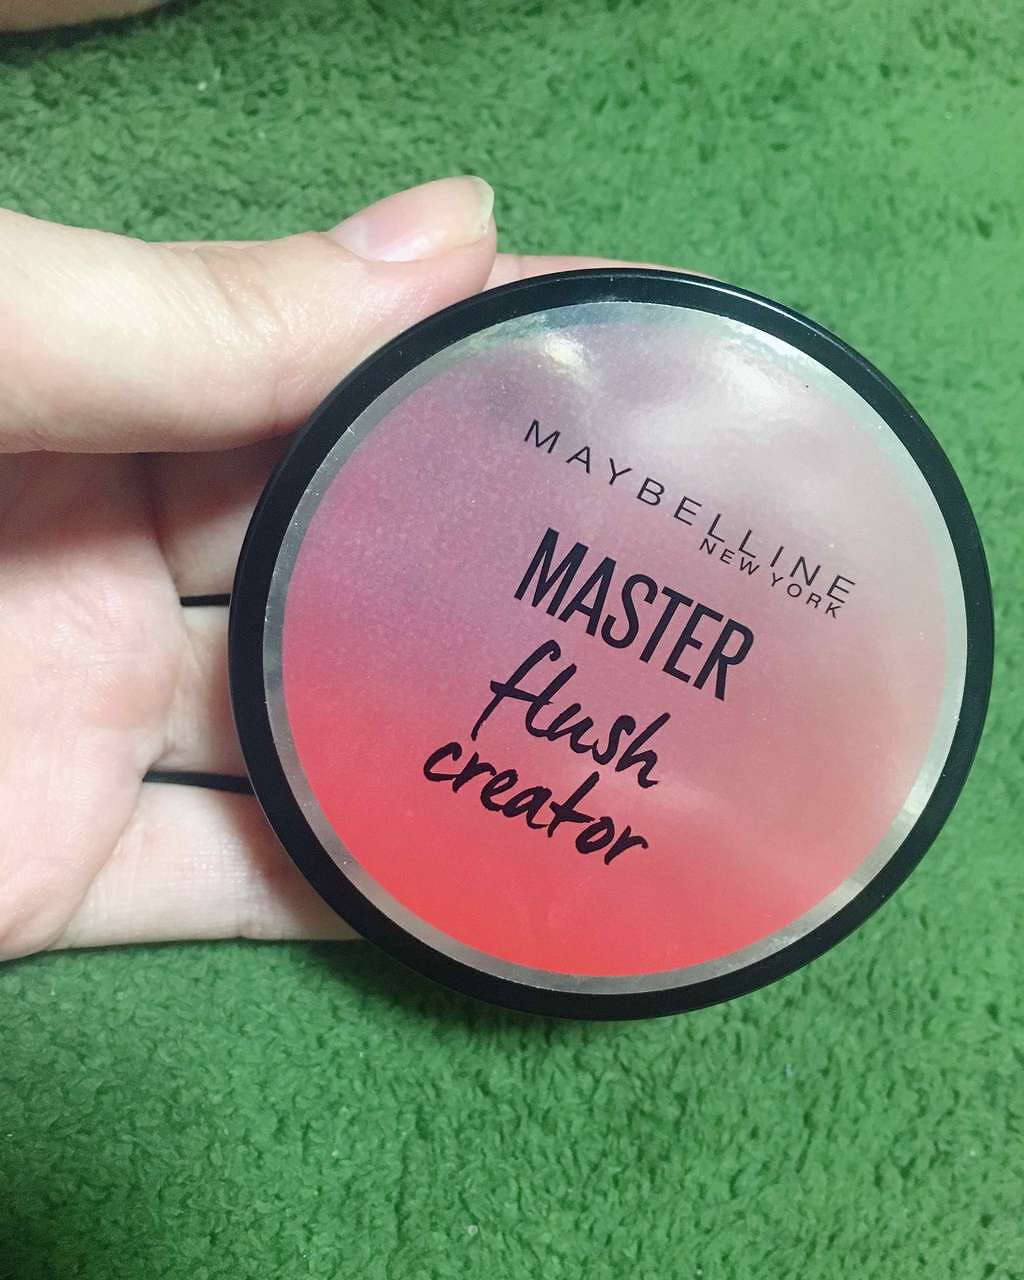 MAYBELLINE
NEW YORK
MASTER
flush
creator